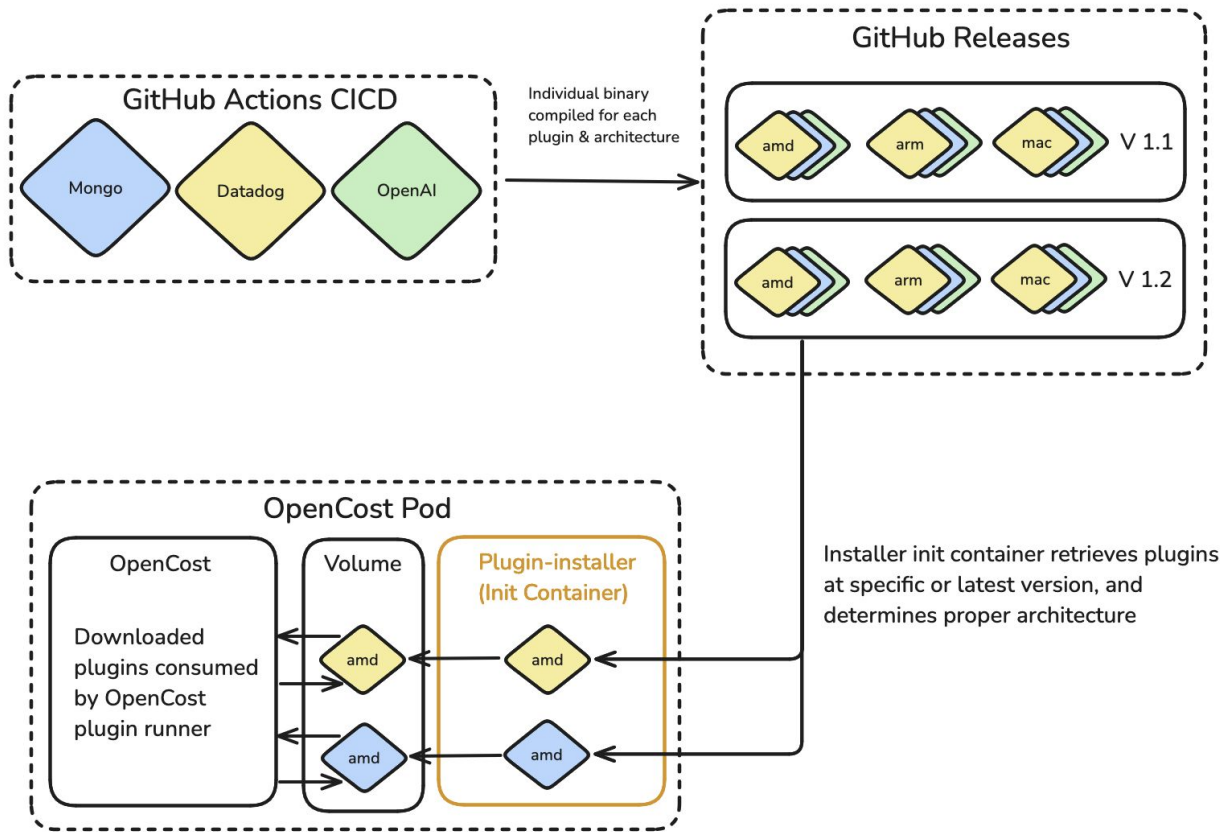 GitHub Actions CICD
Mongo
Datadog
OpenAI
Individual binary
compiled for each
plugin & architecture
GitHub Releases
amd
arm
mac
V 1.1
amd
arm
mac
V 1.2
Installer init container retrieves plugins
at specific or latest version, and
determines proper architecture
OpenCost Pod
OpenCost
Downloaded
plugins consumed
by OpenCost
plugin runner
Volume
amd
amd
Plugin-installer
(Init Container)
amd
amd